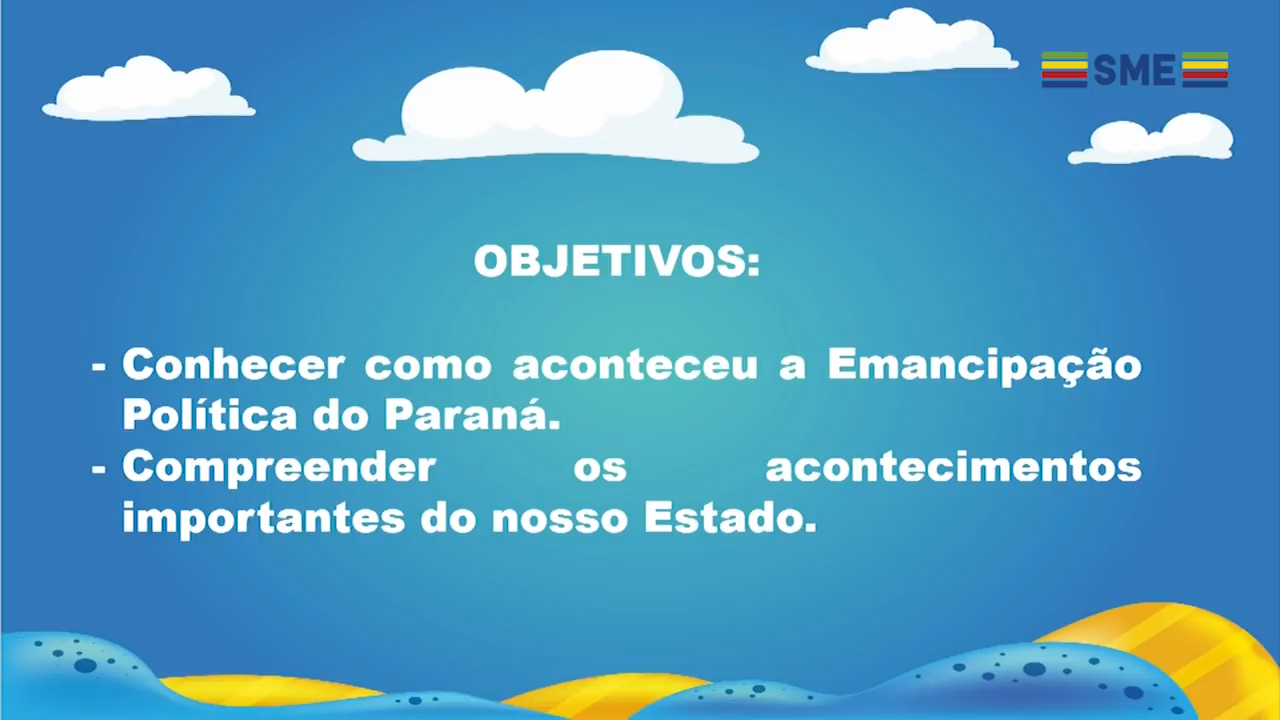 SME
OBJETIVOS:
- Conhecer como aconteceu a Emancipação
Política do Paraná.
- Compreender os acontecimentos
importantes do nosso Estado.